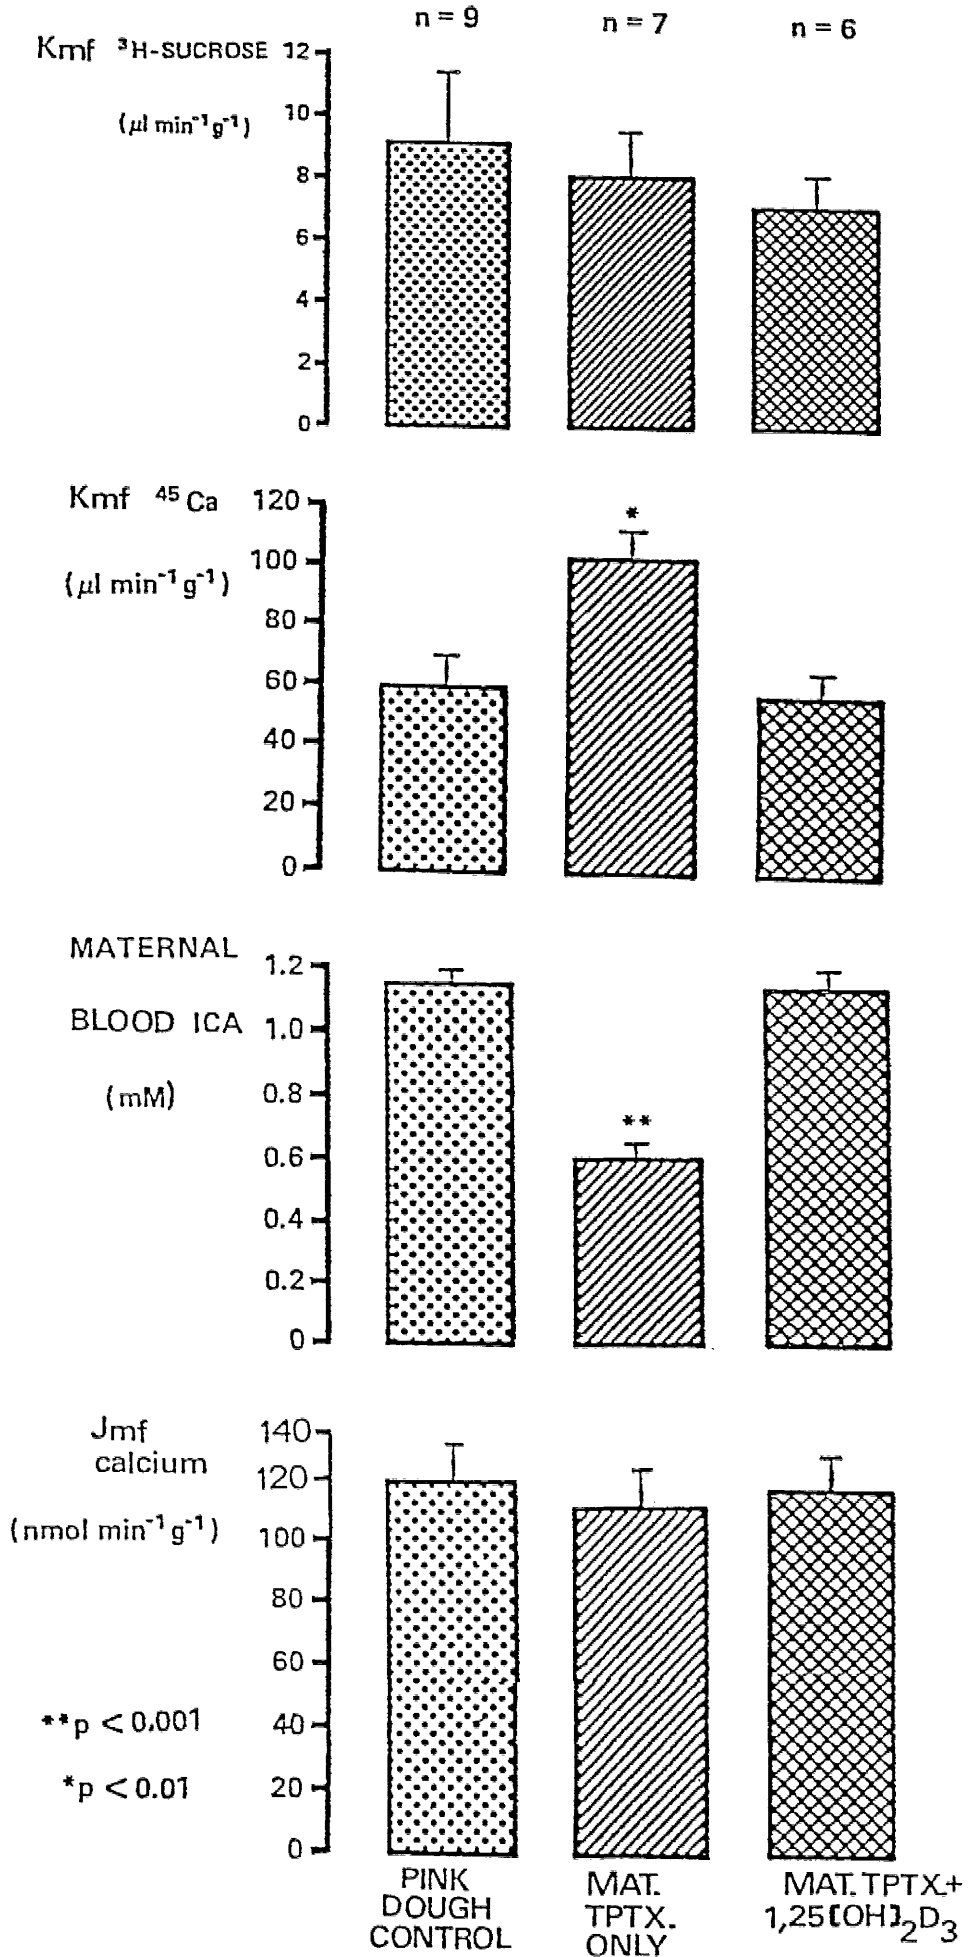 n = 9
n = 7
n = 6
Kmf ³H-SUCROSE
(µl min⁻¹g⁻¹)
12
10
8
6
4
2
0
Kmf ⁴⁵Ca
(µl min⁻¹g⁻¹)
120
100
80
60
40
20
0
*
MATERNAL
BLOOD ICA
(mM)
1.2
1.0
0.8
0.6
0.4
0.2
0
**
Jmf
calcium
(nmol min⁻¹g⁻¹)
140
120
100
80
60
40
20
0
**p < 0.001
*p < 0.01
PINK
DOUGH
CONTROL
MAT.
TPTX.
ONLY
MAT. TPTX.+
1,25[OH]₂D₃